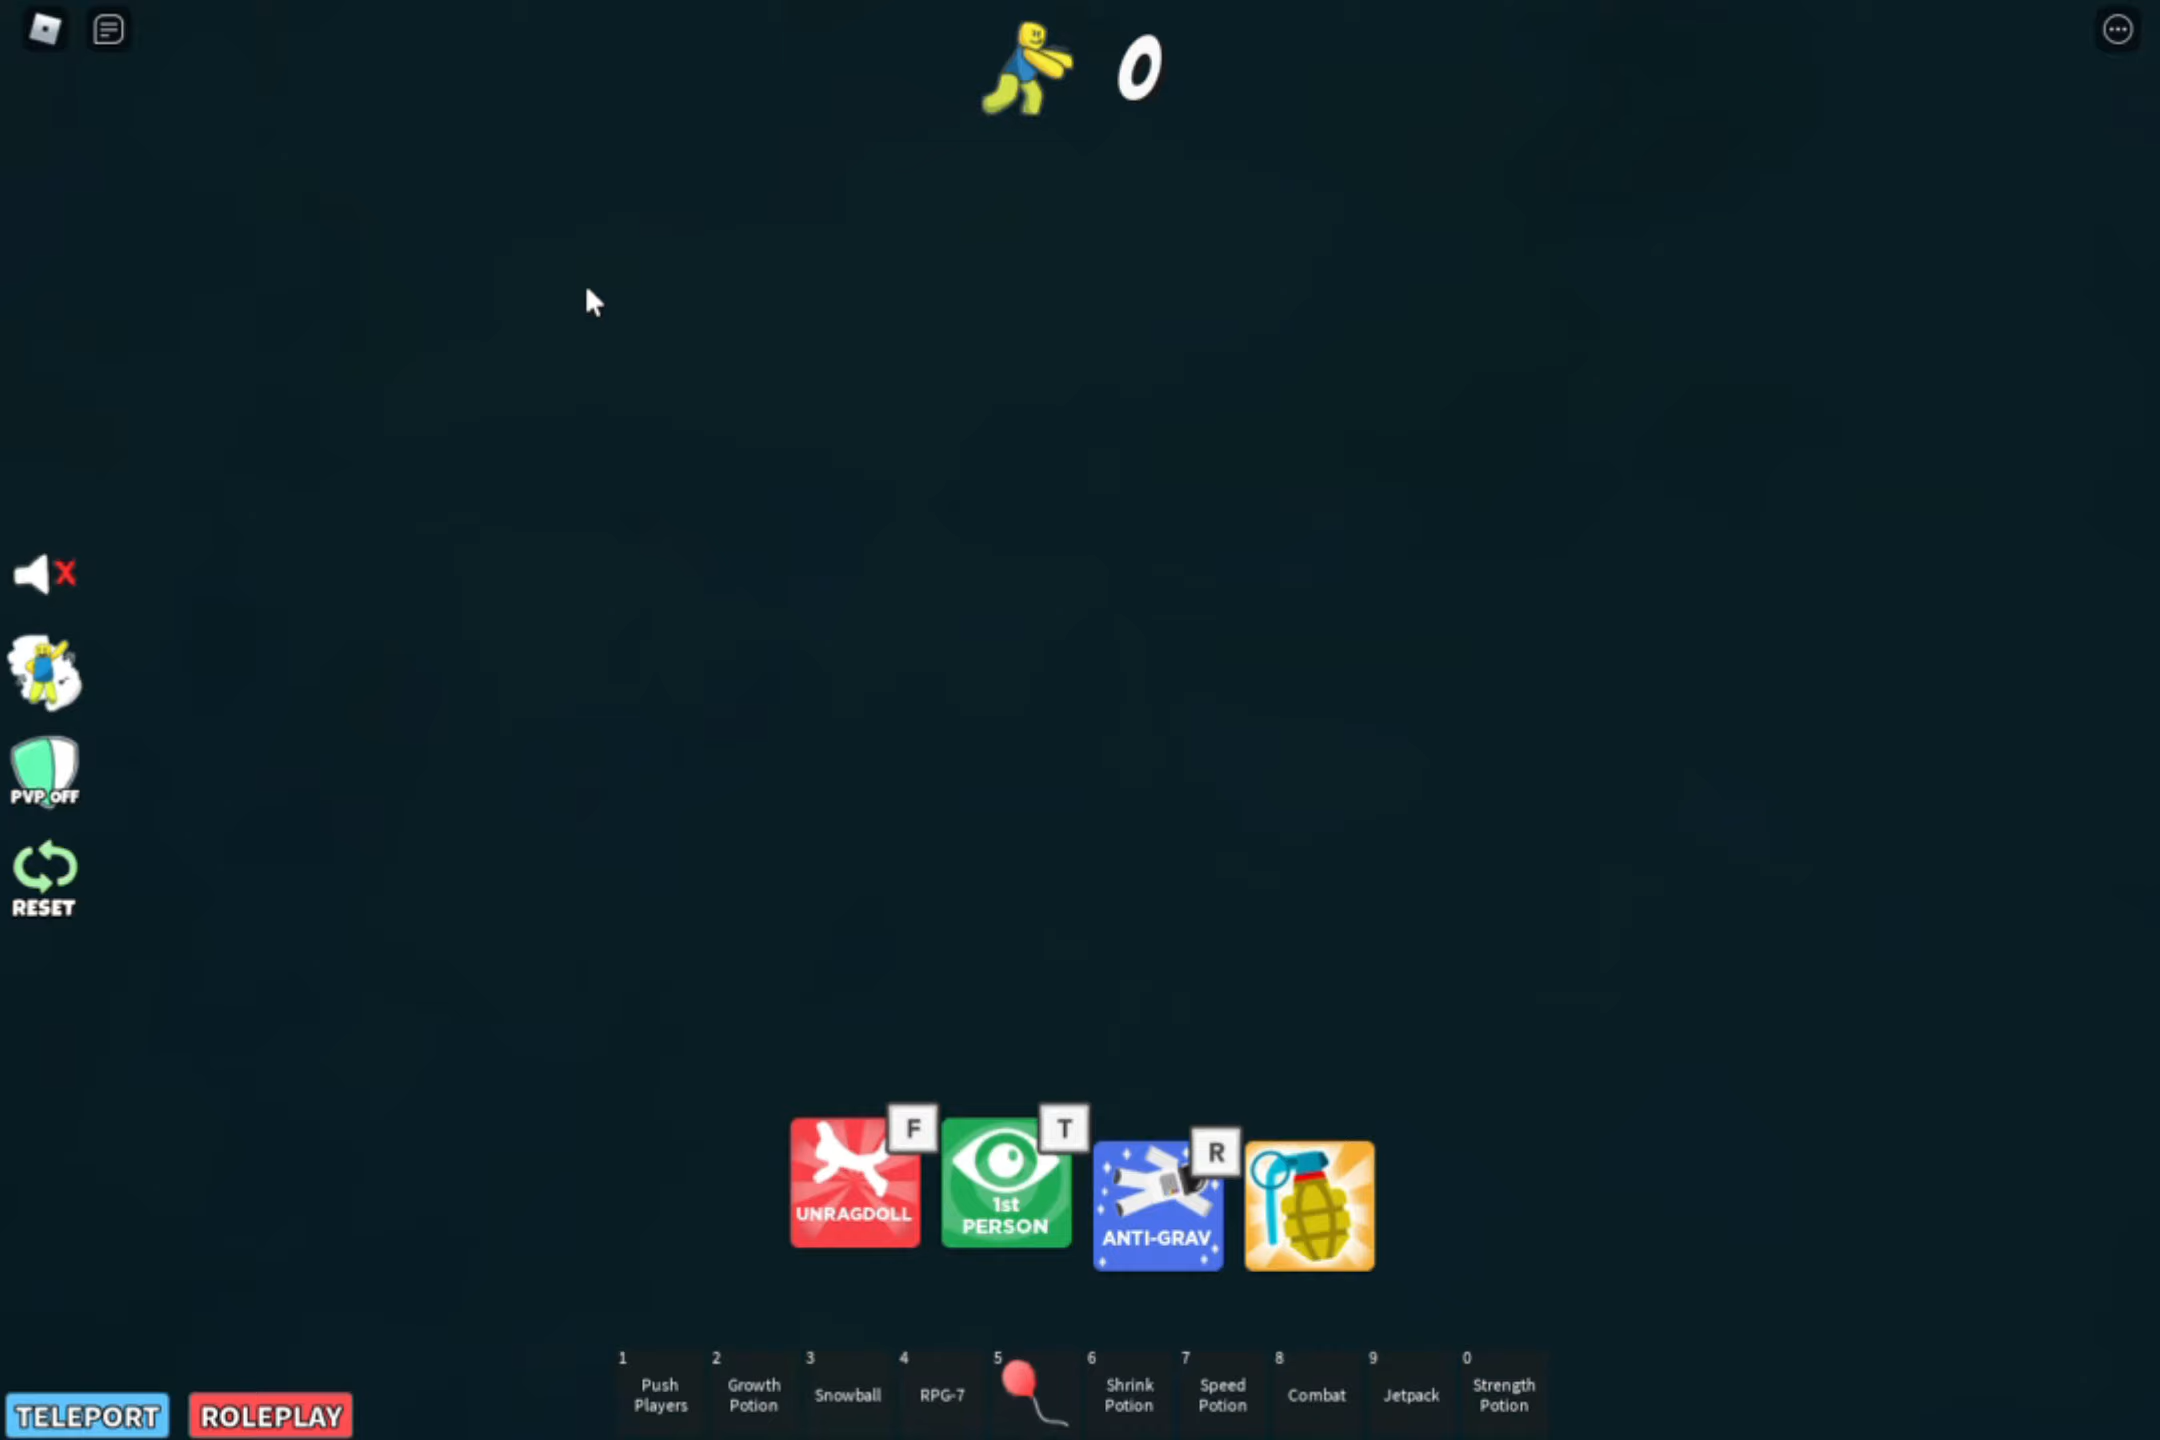 0
X
PVP OFF
RESET
F
T
R
UNRAGDOLL
1st
PERSON
ANTI-GRAV
1
2
3
4
5
6
7
8
9
0
Push
Players
Growth
Potion
Snowball
RPG-7
Shrink
Potion
Speed
Potion
Combat
Jetpack
Strength
Potion
TELEPORT
ROLEPLAY